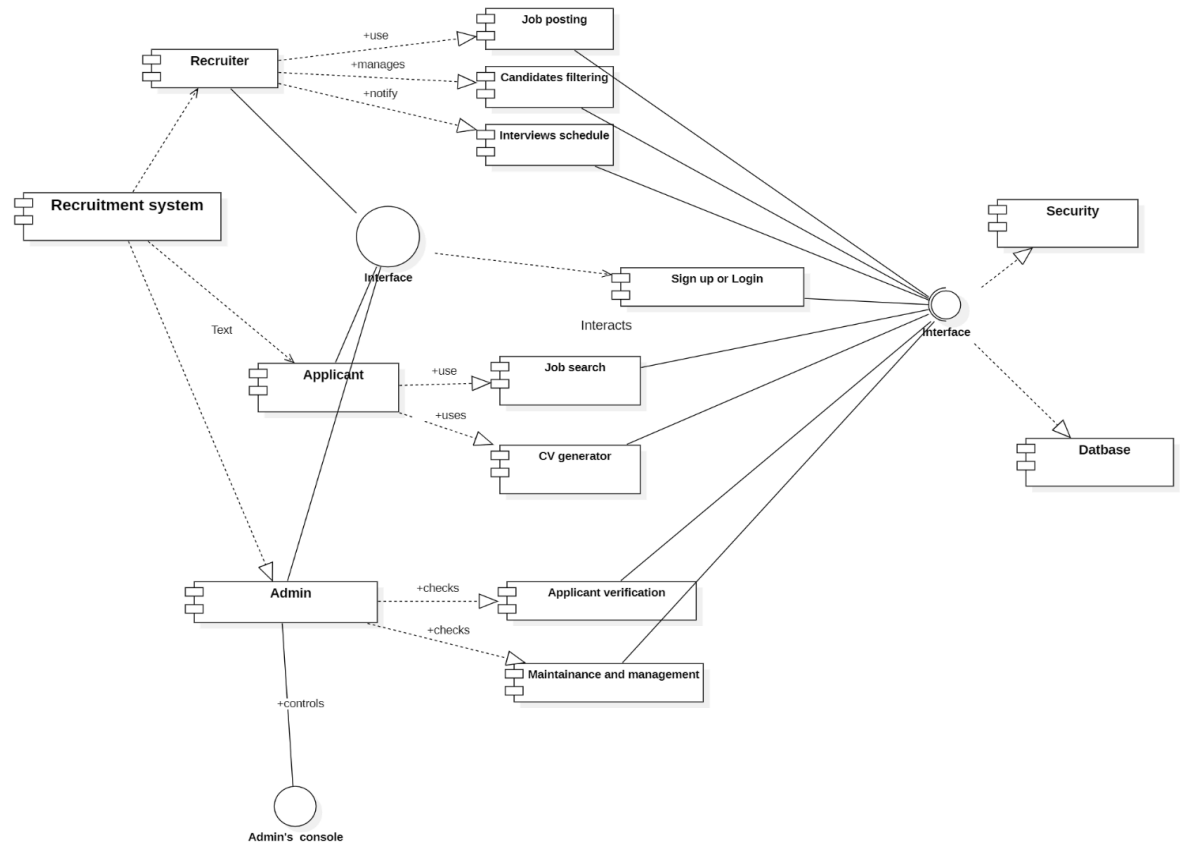 Job posting
+use
Recruiter
+manages
Candidates filtering
+notify
Interviews schedule
Recruitment system
Security
Interface
Sign up or Login
Interacts
Interface
Text
Applicant
+use
Job search
+uses
CV generator
Datbase
Admin
+checks
Applicant verification
+checks
Maintainance and management
+controls
Admin's console